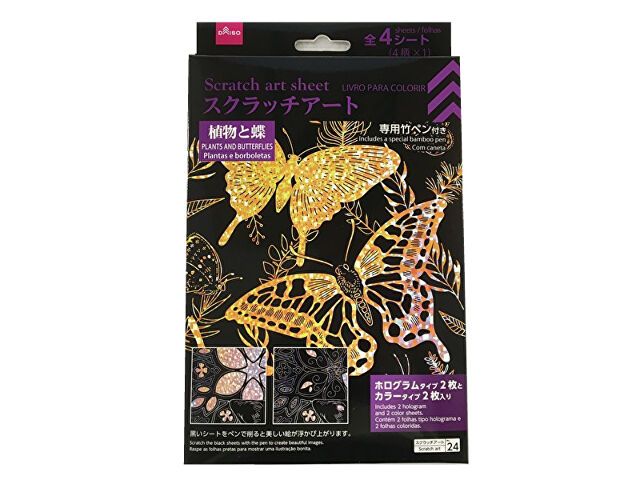 DAISO
sheets / folhas
全4シート
(4柄×1)
Scratch art sheet
LIVRO PARA COLORIR
スクラッチアート
植物と蝶
PLANTS AND BUTTERFLIES
Plantas e borboletas
専用竹ペン付き
Includes a special bamboo pen
Com caneta
ホログラムタイプ2枚と
カラータイプ2枚入り
Includes 2 hologram
and 2 color sheets.
Contém 2 folhas tipo holograma e
2 folhas coloridas.
黒いシートをペンで削ると美しい絵が浮かび上がります。
Scratch the black sheets with the pen to create beautiful images.
Raspe as folhas pretas para mostrar uma ilustração bonita.
スクラッチアート
Scratch art
24